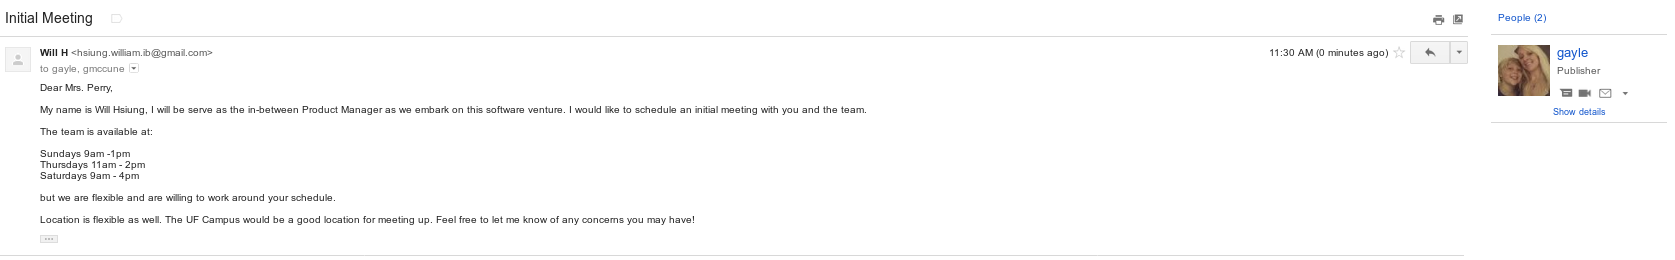 Initial Meeting
People (2)
Will H <hsiung.william.ib@gmail.com>
11:30 AM (0 minutes ago)
to gayle, gmccune
gayle
Publisher
Show details
Dear Mrs. Perry,
My name is Will Hsiung, I will be serve as the in-between Product Manager as we embark on this software venture. I would like to schedule an initial meeting with you and the team.
The team is available at:
Sundays 9am -1pm
Thursdays 11am - 2pm
Saturdays 9am - 4pm
but we are flexible and are willing to work around your schedule.
Location is flexible as well. The UF Campus would be a good location for meeting up. Feel free to let me know of any concerns you may have!